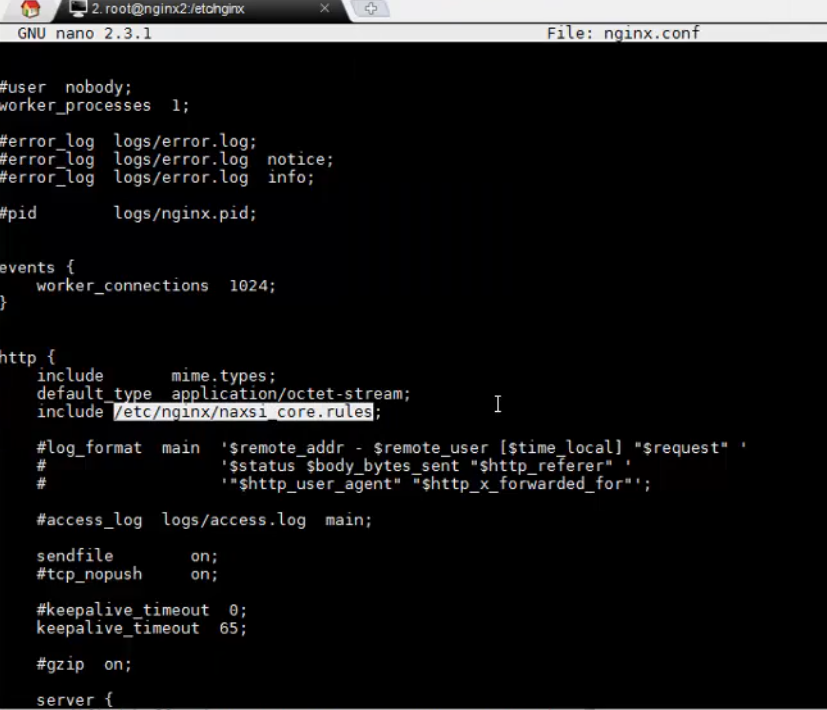 2. root@nginx2:/etc/nginx
GNU nano 2.3.1 File: nginx.conf
#user  nobody;
worker_processes  1;
#error_log  logs/error.log;
#error_log  logs/error.log  notice;
#error_log  logs/error.log  info;
#pid        logs/nginx.pid;
events {
    worker_connections  1024;
}
http {
    include       mime.types;
    default_type  application/octet-stream;
    include /etc/nginx/naxsi_core.rules;
    #log_format  main  '$remote_addr - $remote_user [$time_local] "$request" '
    #                  '$status $body_bytes_sent "$http_referer" '
    #                  '"$http_user_agent" "$http_x_forwarded_for"';
    #access_log  logs/access.log  main;
    sendfile        on;
    #tcp_nopush     on;
    #keepalive_timeout  0;
    keepalive_timeout  65;
    #gzip  on;
    server {